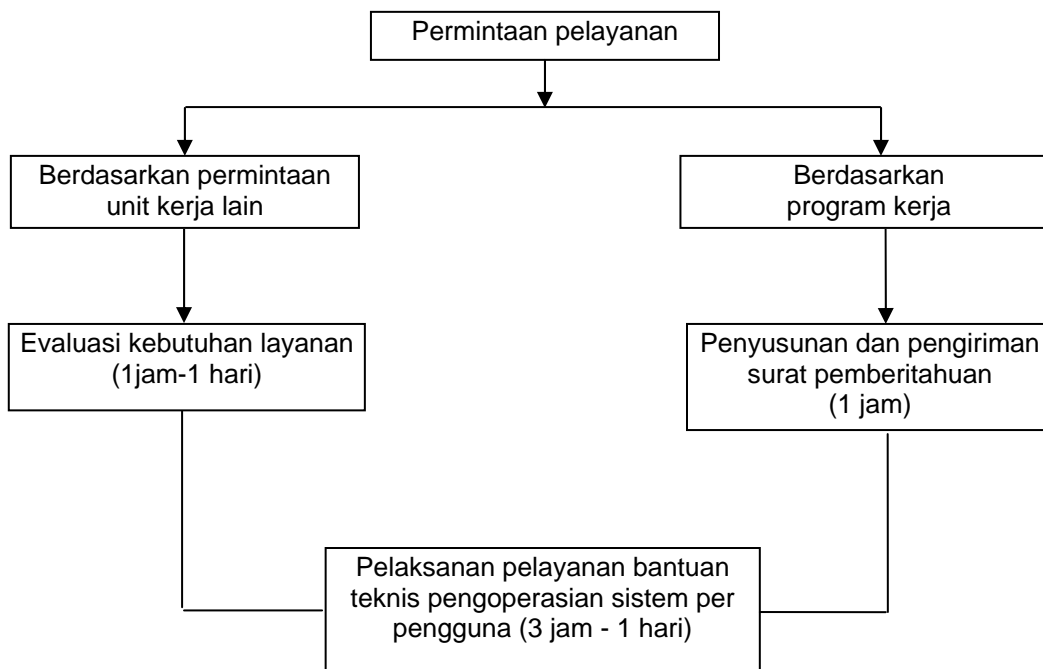 Permintaan pelayanan
Berdasarkan permintaan
unit kerja lain
Berdasarkan
program kerja
Evaluasi kebutuhan layanan
(1jam-1 hari)
Penyusunan dan pengiriman
surat pemberitahuan
(1 jam)
Pelaksanan pelayanan bantuan
teknis pengoperasian sistem per
pengguna (3 jam - 1 hari)